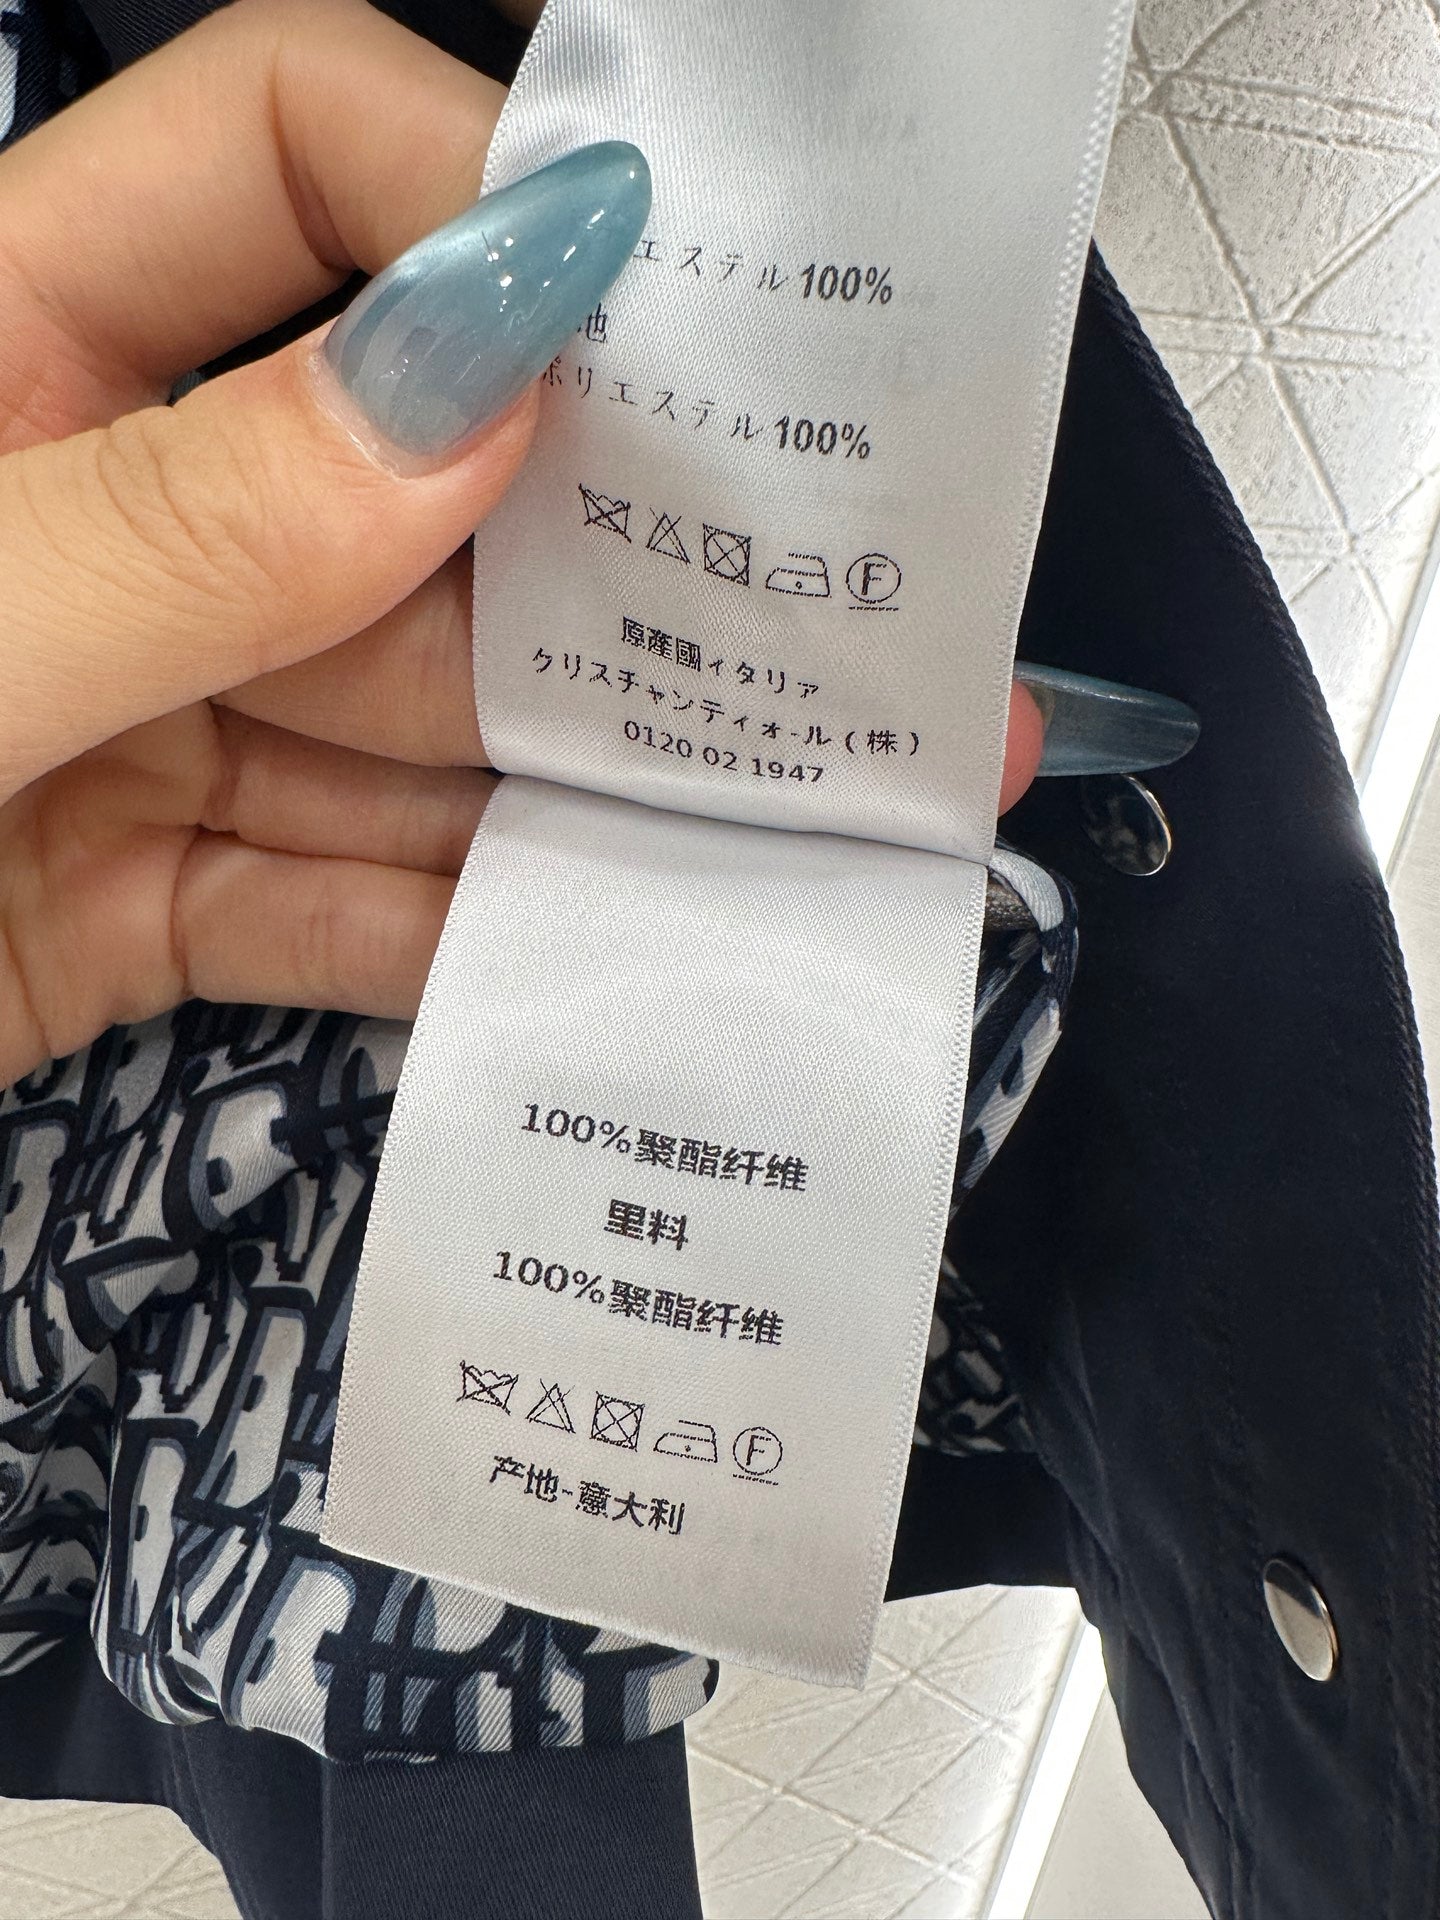 エステル100%
地
ポリエステル100%
F
原産國イタリア
クリスチャンディオール(株)
0120 02 1947
100%聚酯纤维
里料
100%聚酯纤维
F
产地-意大利